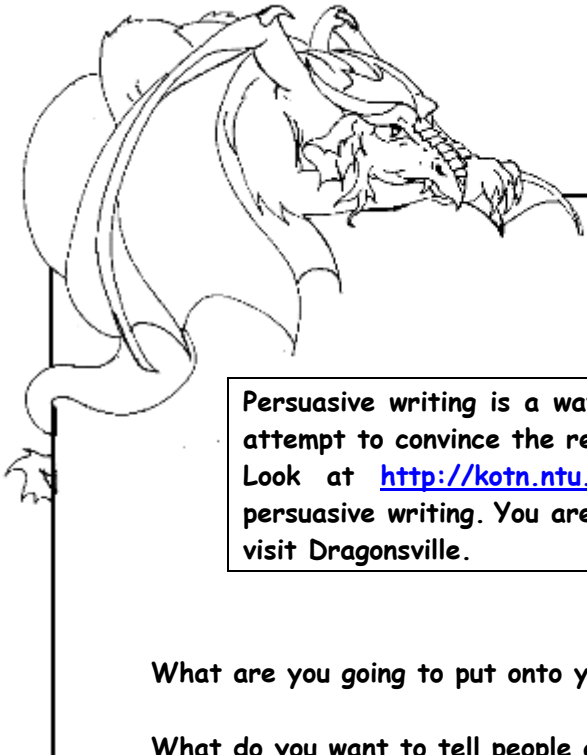 Persuasive writing is a wa
attempt to convince the re
Look at http://kotn.ntu.
persuasive writing. You are
visit Dragonsville.
What are you going to put onto y
What do you want to tell people